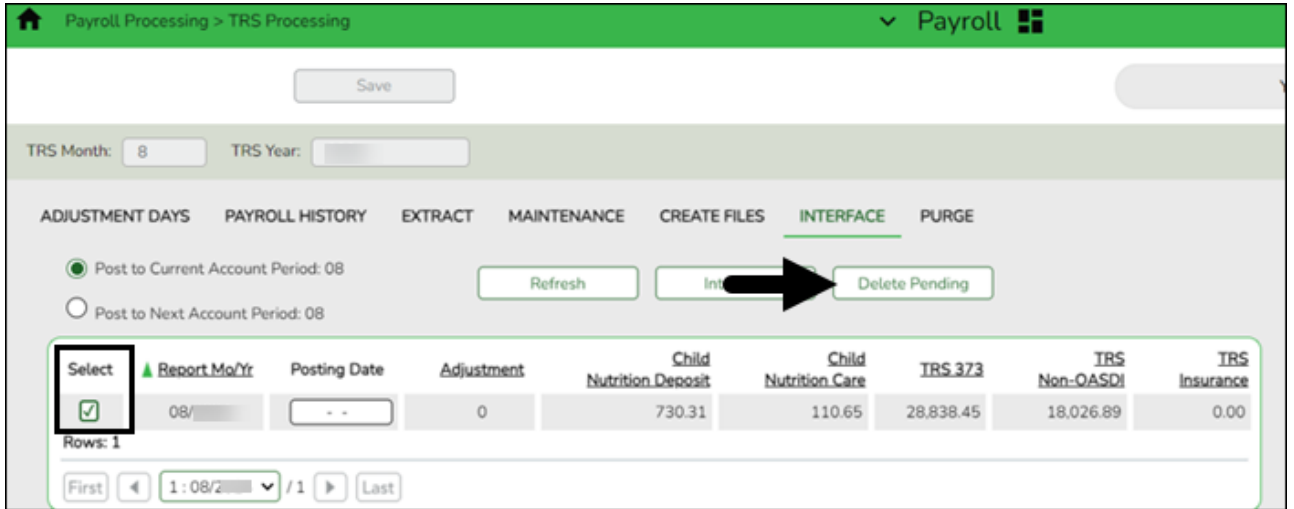 Payroll Processing > TRS Processing
Payroll
Save
TRS Month: 8 TRS Year:
ADJUSTMENT DAYS PAYROLL HISTORY EXTRACT MAINTENANCE CREATE FILES INTERFACE PURGE
Post to Current Account Period: 08
Refresh Delete Pending
Post to Next Account Period: 08
Child Child TRS TRS
Select Report Mo/Yr Posting Date Adjustment Nutrition Deposit Nutrition Care TRS 373 Non-OASDI Insurance
08/ - - 0 730.31 110.65 28,838.45 18,026.89 0.00
Rows: 1
First 1 : 08/2 / 1 Last